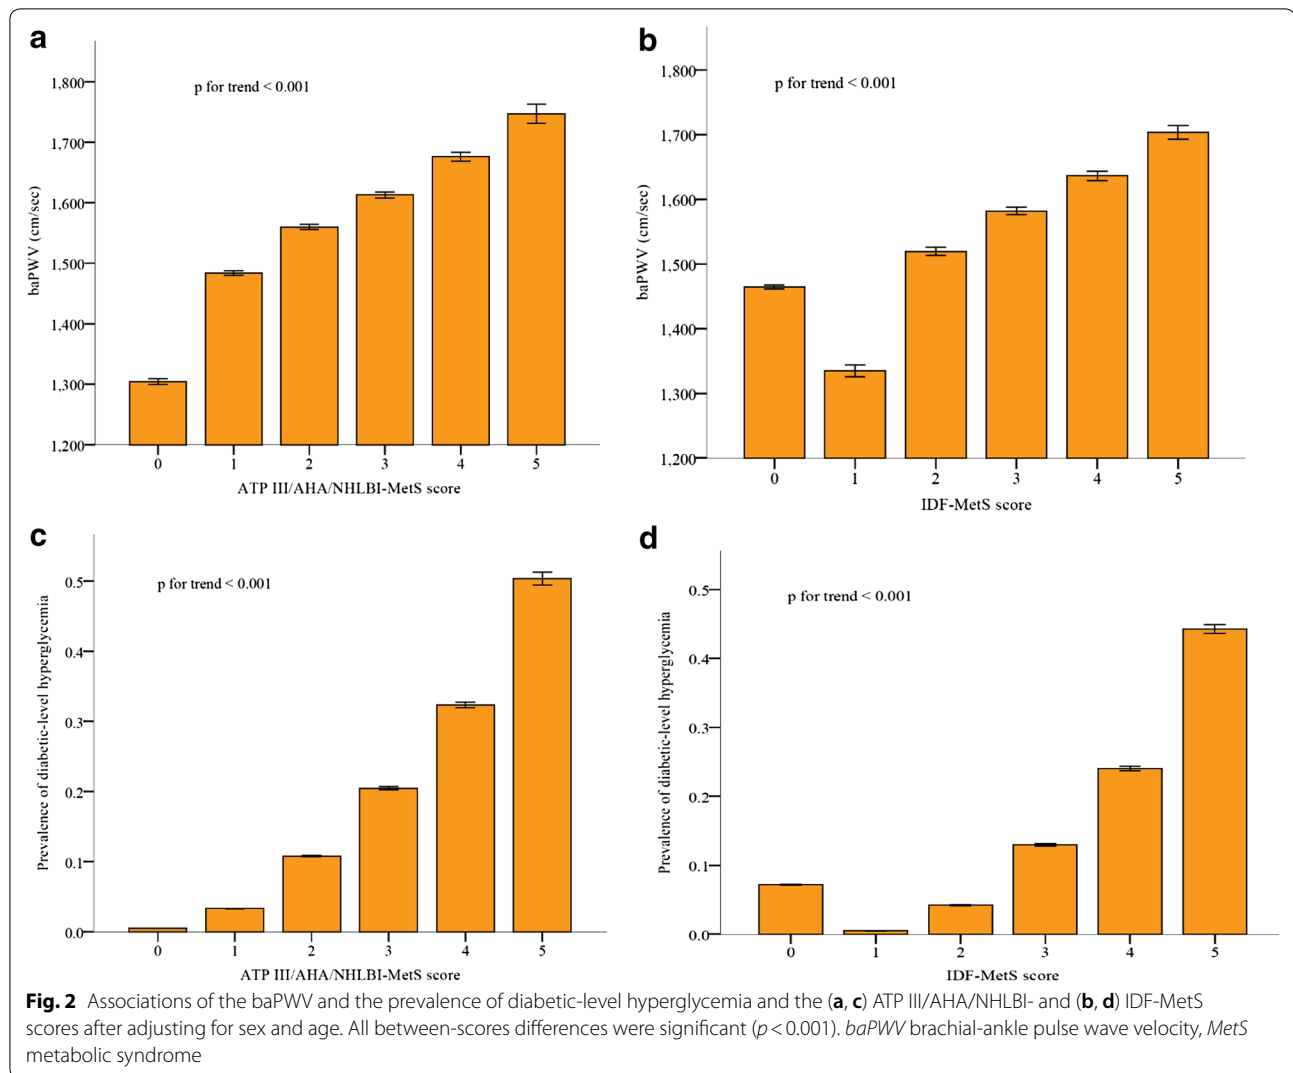 a
1,800
1,700
1,600
1,500
1,400
1,300
1,200
baPWV (cm/sec)
p for trend < 0.001
0 1 2 3 4 5
ATP III/AHA/NHLBI-MetS score
b
1,800
1,700
1,600
1,500
1,400
1,300
1,200
baPWV (cm/sec)
p for trend < 0.001
0 1 2 3 4 5
IDF-MetS score
c
0.5
0.4
0.3
0.2
0.1
0.0
Prevalence of diabetic-level hyperglycemia
p for trend < 0.001
0 1 2 3 4 5
ATP III/AHA/NHLBI-MetS score
d
0.5
0.4
0.3
0.2
0.1
0.0
Prevalence of diabetic-level hyperglycemia
p for trend < 0.001
0 1 2 3 4 5
IDF-MetS score
Fig. 2 Associations of the baPWV and the prevalence of diabetic-level hyperglycemia and the (a, c) ATP III/AHA/NHLBI- and (b, d) IDF-MetS
scores after adjusting for sex and age. All between-scores differences were significant (p < 0.001). baPWV brachial-ankle pulse wave velocity, MetS
metabolic syndrome